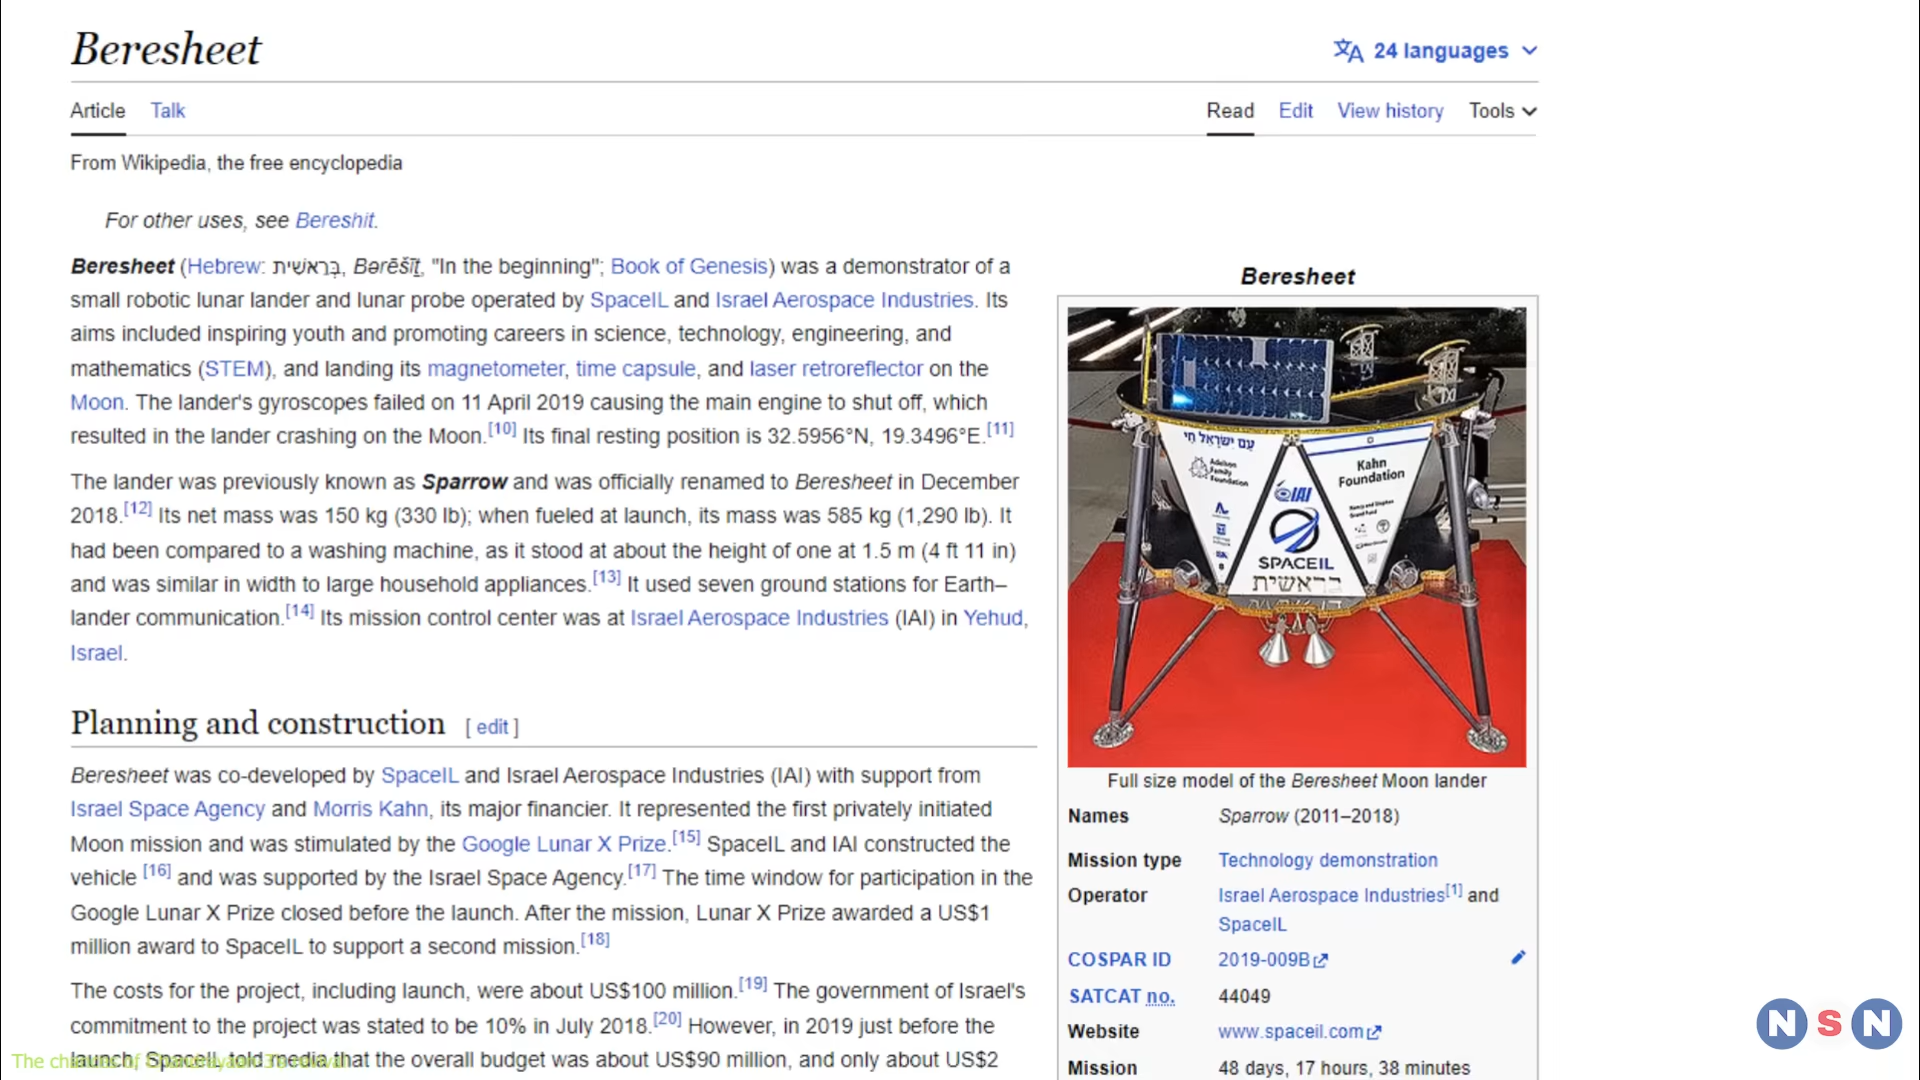 Beresheet
24 languages
Article Talk
Read Edit View history Tools
From Wikipedia, the free encyclopedia
For other uses, see Bereshit.
Beresheet (Hebrew: בְּרֵאשִׁית, Bərēšīṯ, "In the beginning"; Book of Genesis) was a demonstrator of a
small robotic lunar lander and lunar probe operated by SpaceIL and Israel Aerospace Industries. Its
aims included inspiring youth and promoting careers in science, technology, engineering, and
mathematics (STEM), and landing its magnetometer, time capsule, and laser retroreflector on the
Moon. The lander's gyroscopes failed on 11 April 2019 causing the main engine to shut off, which
resulted in the lander crashing on the Moon.[10] Its final resting position is 32.5956°N, 19.3496°E.[11]
The lander was previously known as Sparrow and was officially renamed to Beresheet in December
2018.[12] Its net mass was 150 kg (330 lb); when fueled at launch, its mass was 585 kg (1,290 lb). It
had been compared to a washing machine, as it stood at about the height of one at 1.5 m (4 ft 11 in)
and was similar in width to large household appliances.[13] It used seven ground stations for Earth–
lander communication.[14] Its mission control center was at Israel Aerospace Industries (IAI) in Yehud,
Israel.
Planning and construction [ edit ]
Beresheet was co-developed by SpaceIL and Israel Aerospace Industries (IAI) with support from
Israel Space Agency and Morris Kahn, its major financier. It represented the first privately initiated
Moon mission and was stimulated by the Google Lunar X Prize.[15] SpaceIL and IAI constructed the
vehicle [16] and was supported by the Israel Space Agency.[17] The time window for participation in the
Google Lunar X Prize closed before the launch. After the mission, Lunar X Prize awarded a US$1
million award to SpaceIL to support a second mission.[18]
The costs for the project, including launch, were about US$100 million.[19] The government of Israel's
commitment to the project was stated to be 10% in July 2018.[20] However, in 2019 just before the
launch, SpaceIL told media that the overall budget was about US$90 million, and only about US$2
The chances of Chandrayaan 3's revival
Beresheet
עם ישראל חי
Adelson
Family
Foundation
Kahn
Foundation
IAI
SPACEIL
בראשית
Full size model of the Beresheet Moon lander
Names Sparrow (2011–2018)
Mission type Technology demonstration
Operator Israel Aerospace Industries[1] and
SpaceIL
COSPAR ID 2019-009B
SATCAT no. 44049
Website www.spaceil.com
Mission 48 days, 17 hours, 38 minutes
N S N